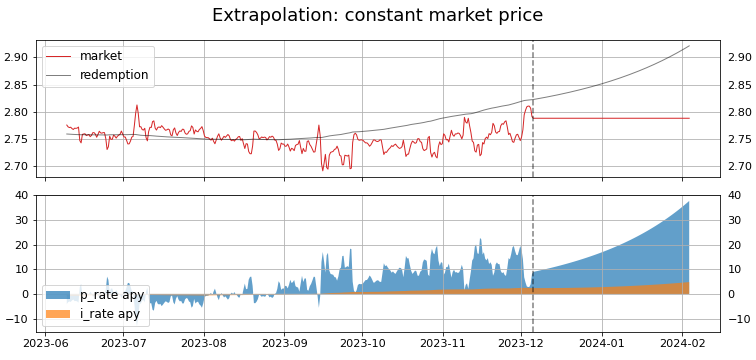 Extrapolation: constant market price
2.90 2.90
2.85 2.85
2.80 2.80
2.75 2.75
2.70 2.70
market
redemption
40 40
30 30
20 20
10 10
0 0
−10 −10
p_rate apy
i_rate apy
2023-06 2023-07 2023-08 2023-09 2023-10 2023-11 2023-12 2024-01 2024-02